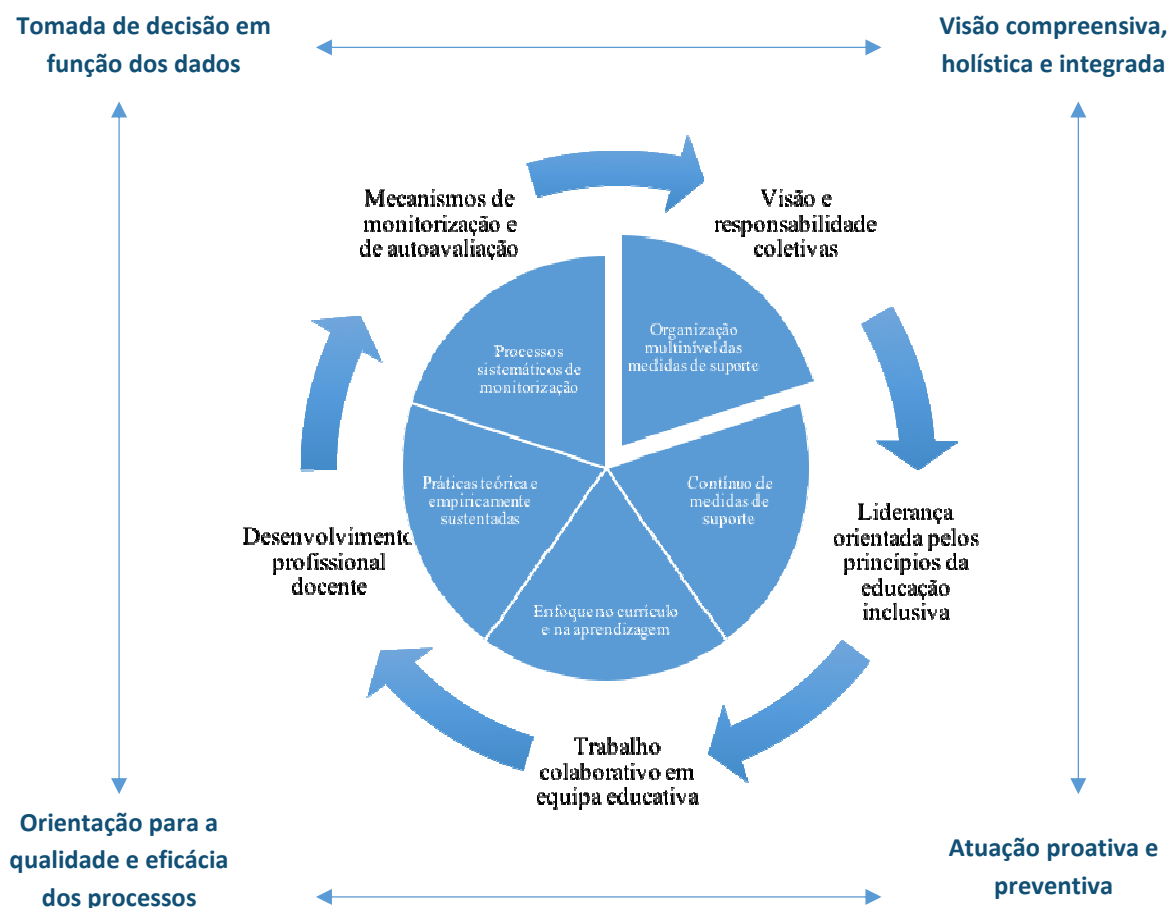 Tomada de decisão em
função dos dados
Visão compreensiva,
holística e integrada
Mecanismos de
monitorização e
de autoavaliação
Visão e
responsabilidade
coletivas
Organização
multinível das
medidas de suporte
Processos
sistemáticos de
monitorização
Práticas teórica e
empiricamente
sustentadas
Contínuo de
medidas de
suporte
Enfoque no currículo
e na aprendizagem
Desenvolvimento
profissional
docente
Liderança
orientada pelos
princípios da
educação
inclusiva
Trabalho
colaborativo em
equipa educativa
Orientação para a
qualidade e eficácia
dos processos
Atuação proativa e
preventiva